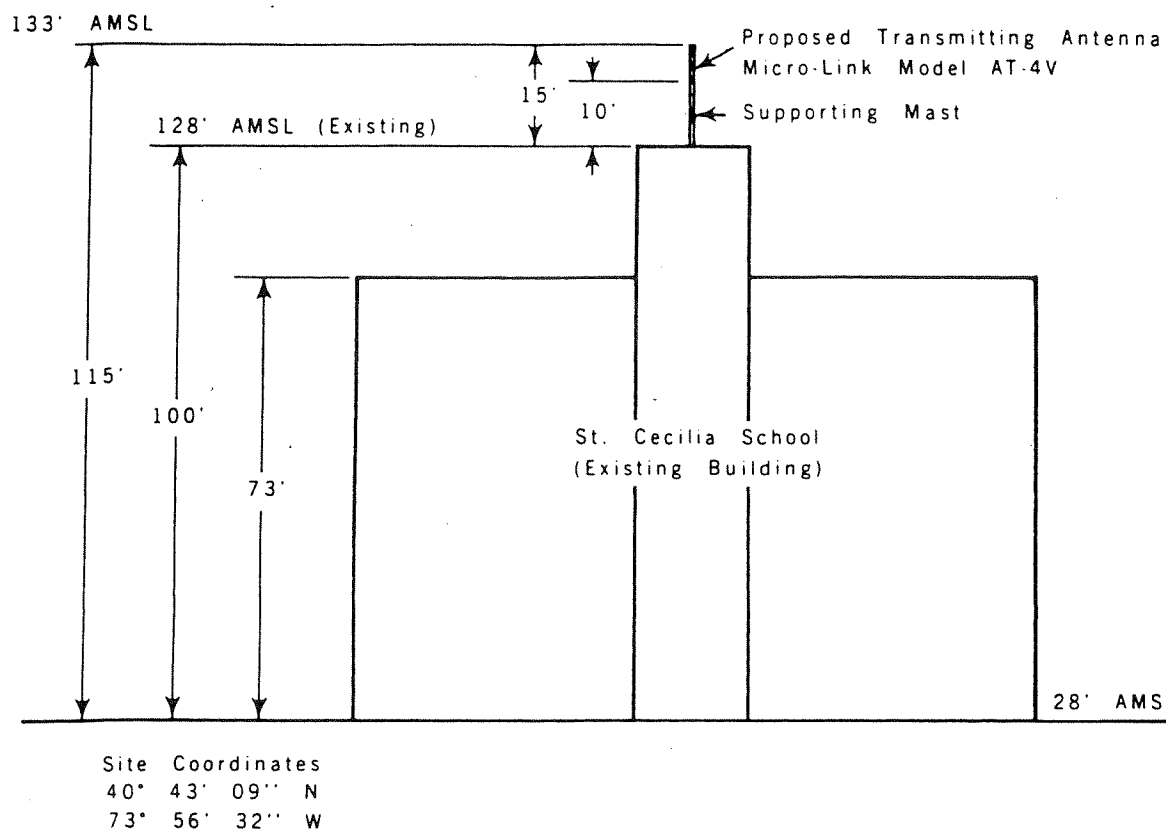 133' AMSL
Proposed Transmitting Antenna
Micro-Link Model AT-4V
15'
10'
Supporting Mast
128' AMSL (Existing)
115'
100'
73'
St. Cecilia School
(Existing Building)
28' AMS
Site Coordinates
40° 43' 09'' N
73° 56' 32'' W